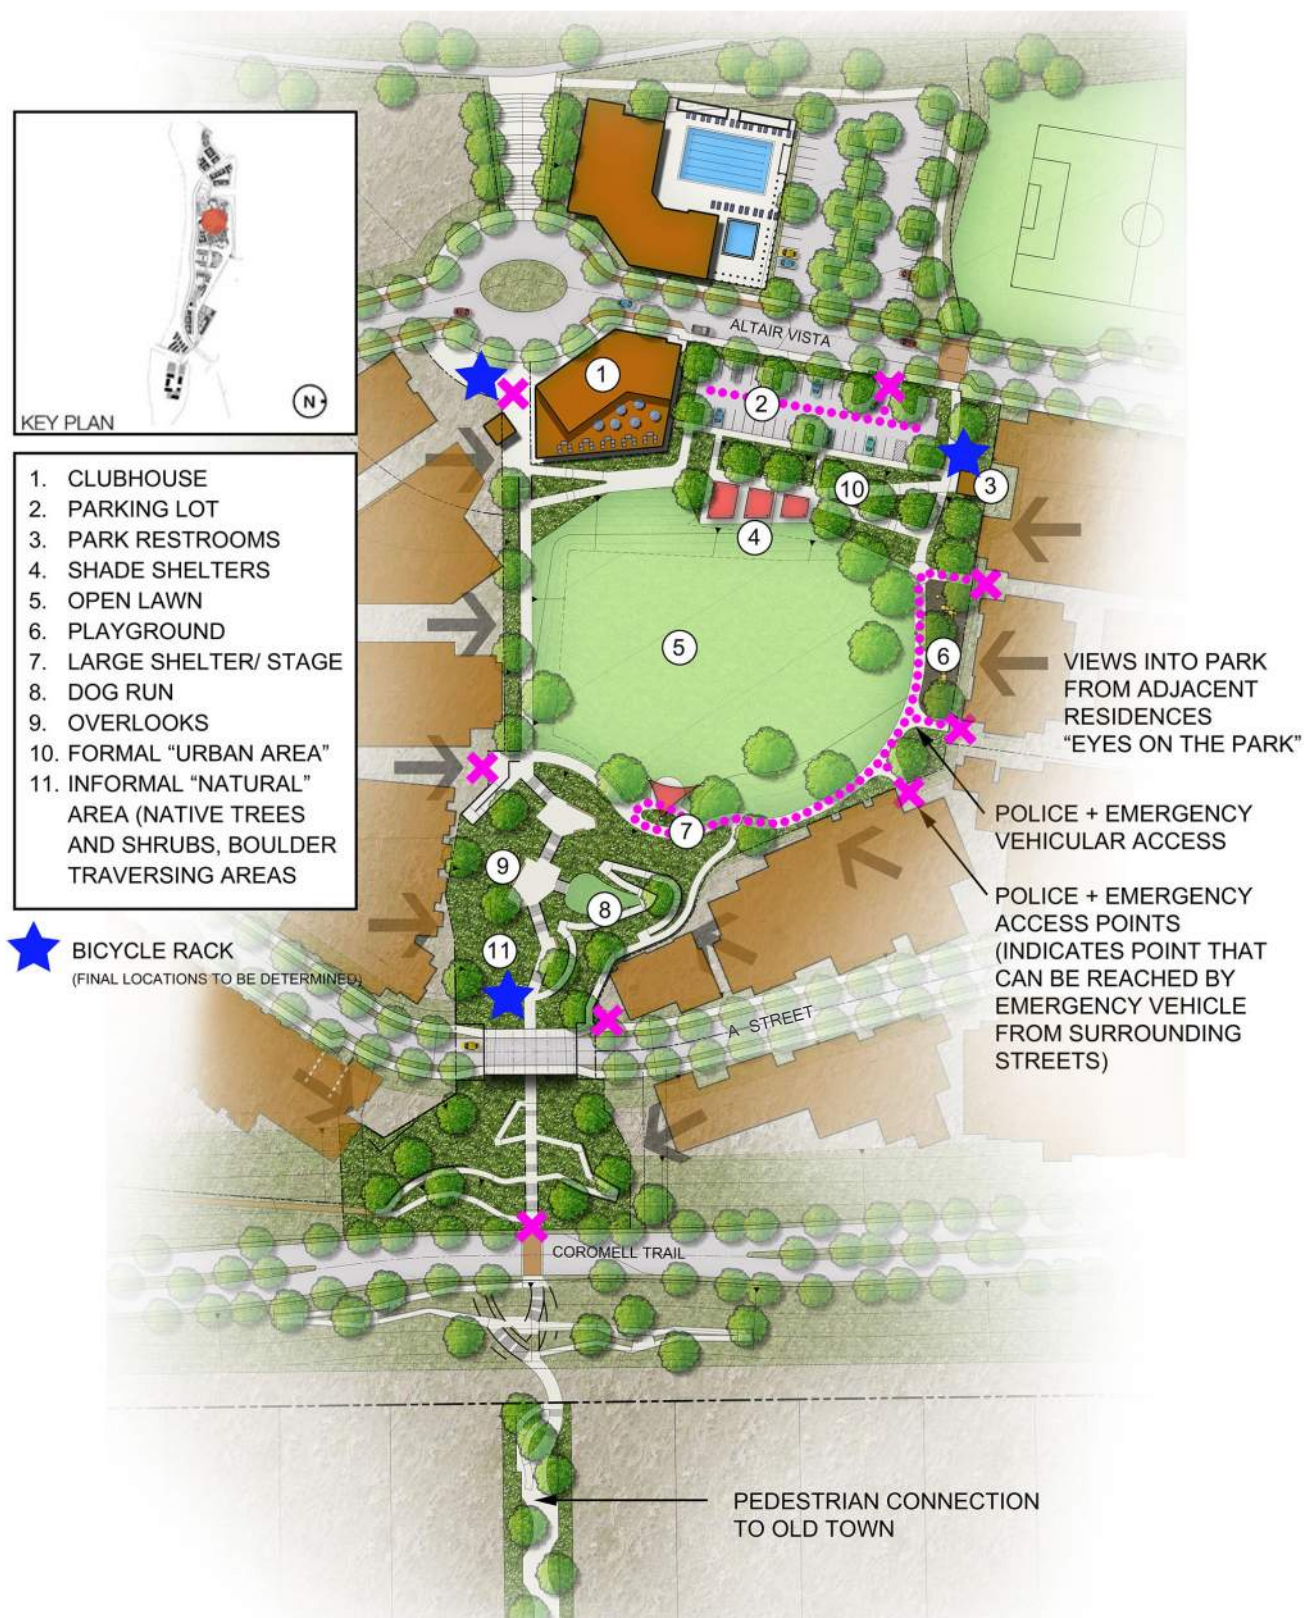 N
KEY PLAN
1. CLUBHOUSE
2. PARKING LOT
3. PARK RESTROOMS
4. SHADE SHELTERS
5. OPEN LAWN
6. PLAYGROUND
7. LARGE SHELTER/ STAGE
8. DOG RUN
9. OVERLOOKS
10. FORMAL “URBAN AREA”
11. INFORMAL “NATURAL”
AREA (NATIVE TREES
AND SHRUBS, BOULDER
TRAVERSING AREAS
BICYCLE RACK
(FINAL LOCATIONS TO BE DETERMINED)
ALTAIR VISTA
1
2
10
3
4
5
6
7
9
8
11
VIEWS INTO PARK
FROM ADJACENT
RESIDENCES
“EYES ON THE PARK”
POLICE + EMERGENCY
VEHICULAR ACCESS
POLICE + EMERGENCY
ACCESS POINTS
(INDICATES POINT THAT
CAN BE REACHED BY
EMERGENCY VEHICLE
FROM SURROUNDING
STREETS)
A STREET
COROMELL TRAIL
PEDESTRIAN CONNECTION
TO OLD TOWN